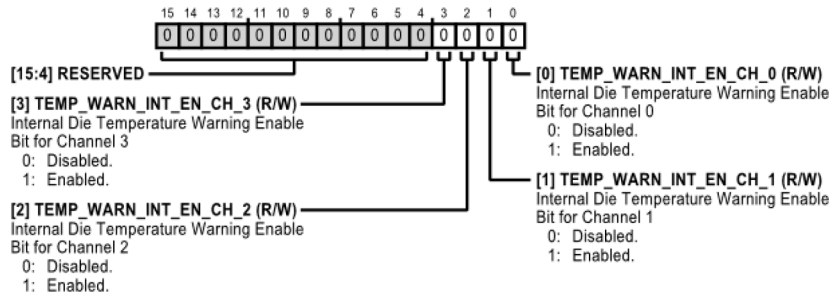 15 14 13 12 11 10 9 8 7 6 5 4 3 2 1 0
0 0 0 0 0 0 0 0 0 0 0 0 0 0 0 0
[15:4] RESERVED
[3] TEMP_WARN_INT_EN_CH_3 (R/W)
Internal Die Temperature Warning Enable
Bit for Channel 3
0: Disabled.
1: Enabled.
[2] TEMP_WARN_INT_EN_CH_2 (R/W)
Internal Die Temperature Warning Enable
Bit for Channel 2
0: Disabled.
1: Enabled.
[0] TEMP_WARN_INT_EN_CH_0 (R/W)
Internal Die Temperature Warning Enable
Bit for Channel 0
0: Disabled.
1: Enabled.
[1] TEMP_WARN_INT_EN_CH_1 (R/W)
Internal Die Temperature Warning Enable
Bit for Channel 1
0: Disabled.
1: Enabled.